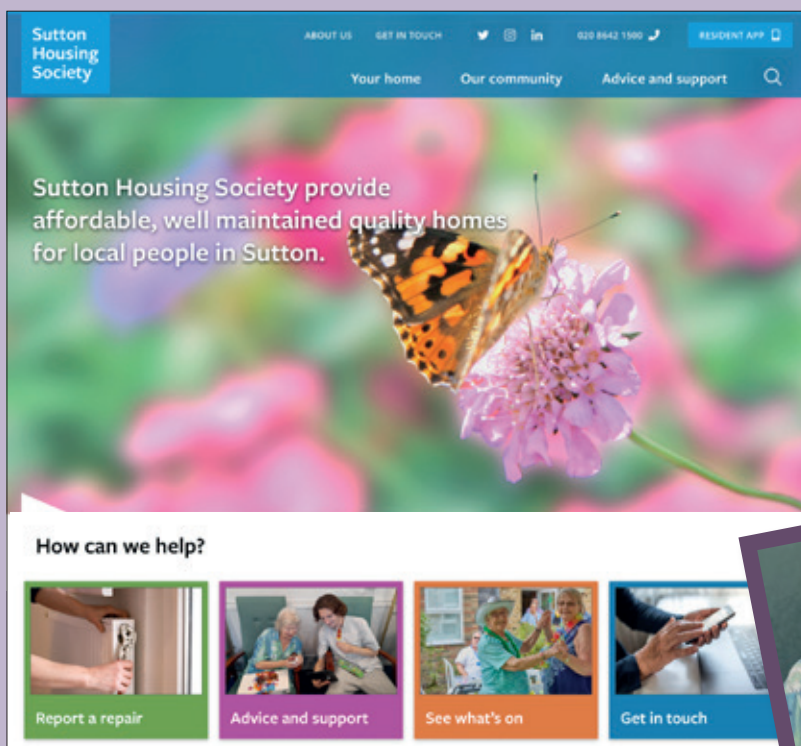 Sutton
Housing
Society
ABOUT US GET IN TOUCH 020 8642 1500 RESIDENT APP
Your home Our community Advice and support
Sutton Housing Society provide
affordable, well maintained quality homes
for local people in Sutton.
How can we help?
Report a repair
Advice and support
See what's on
Get in touch